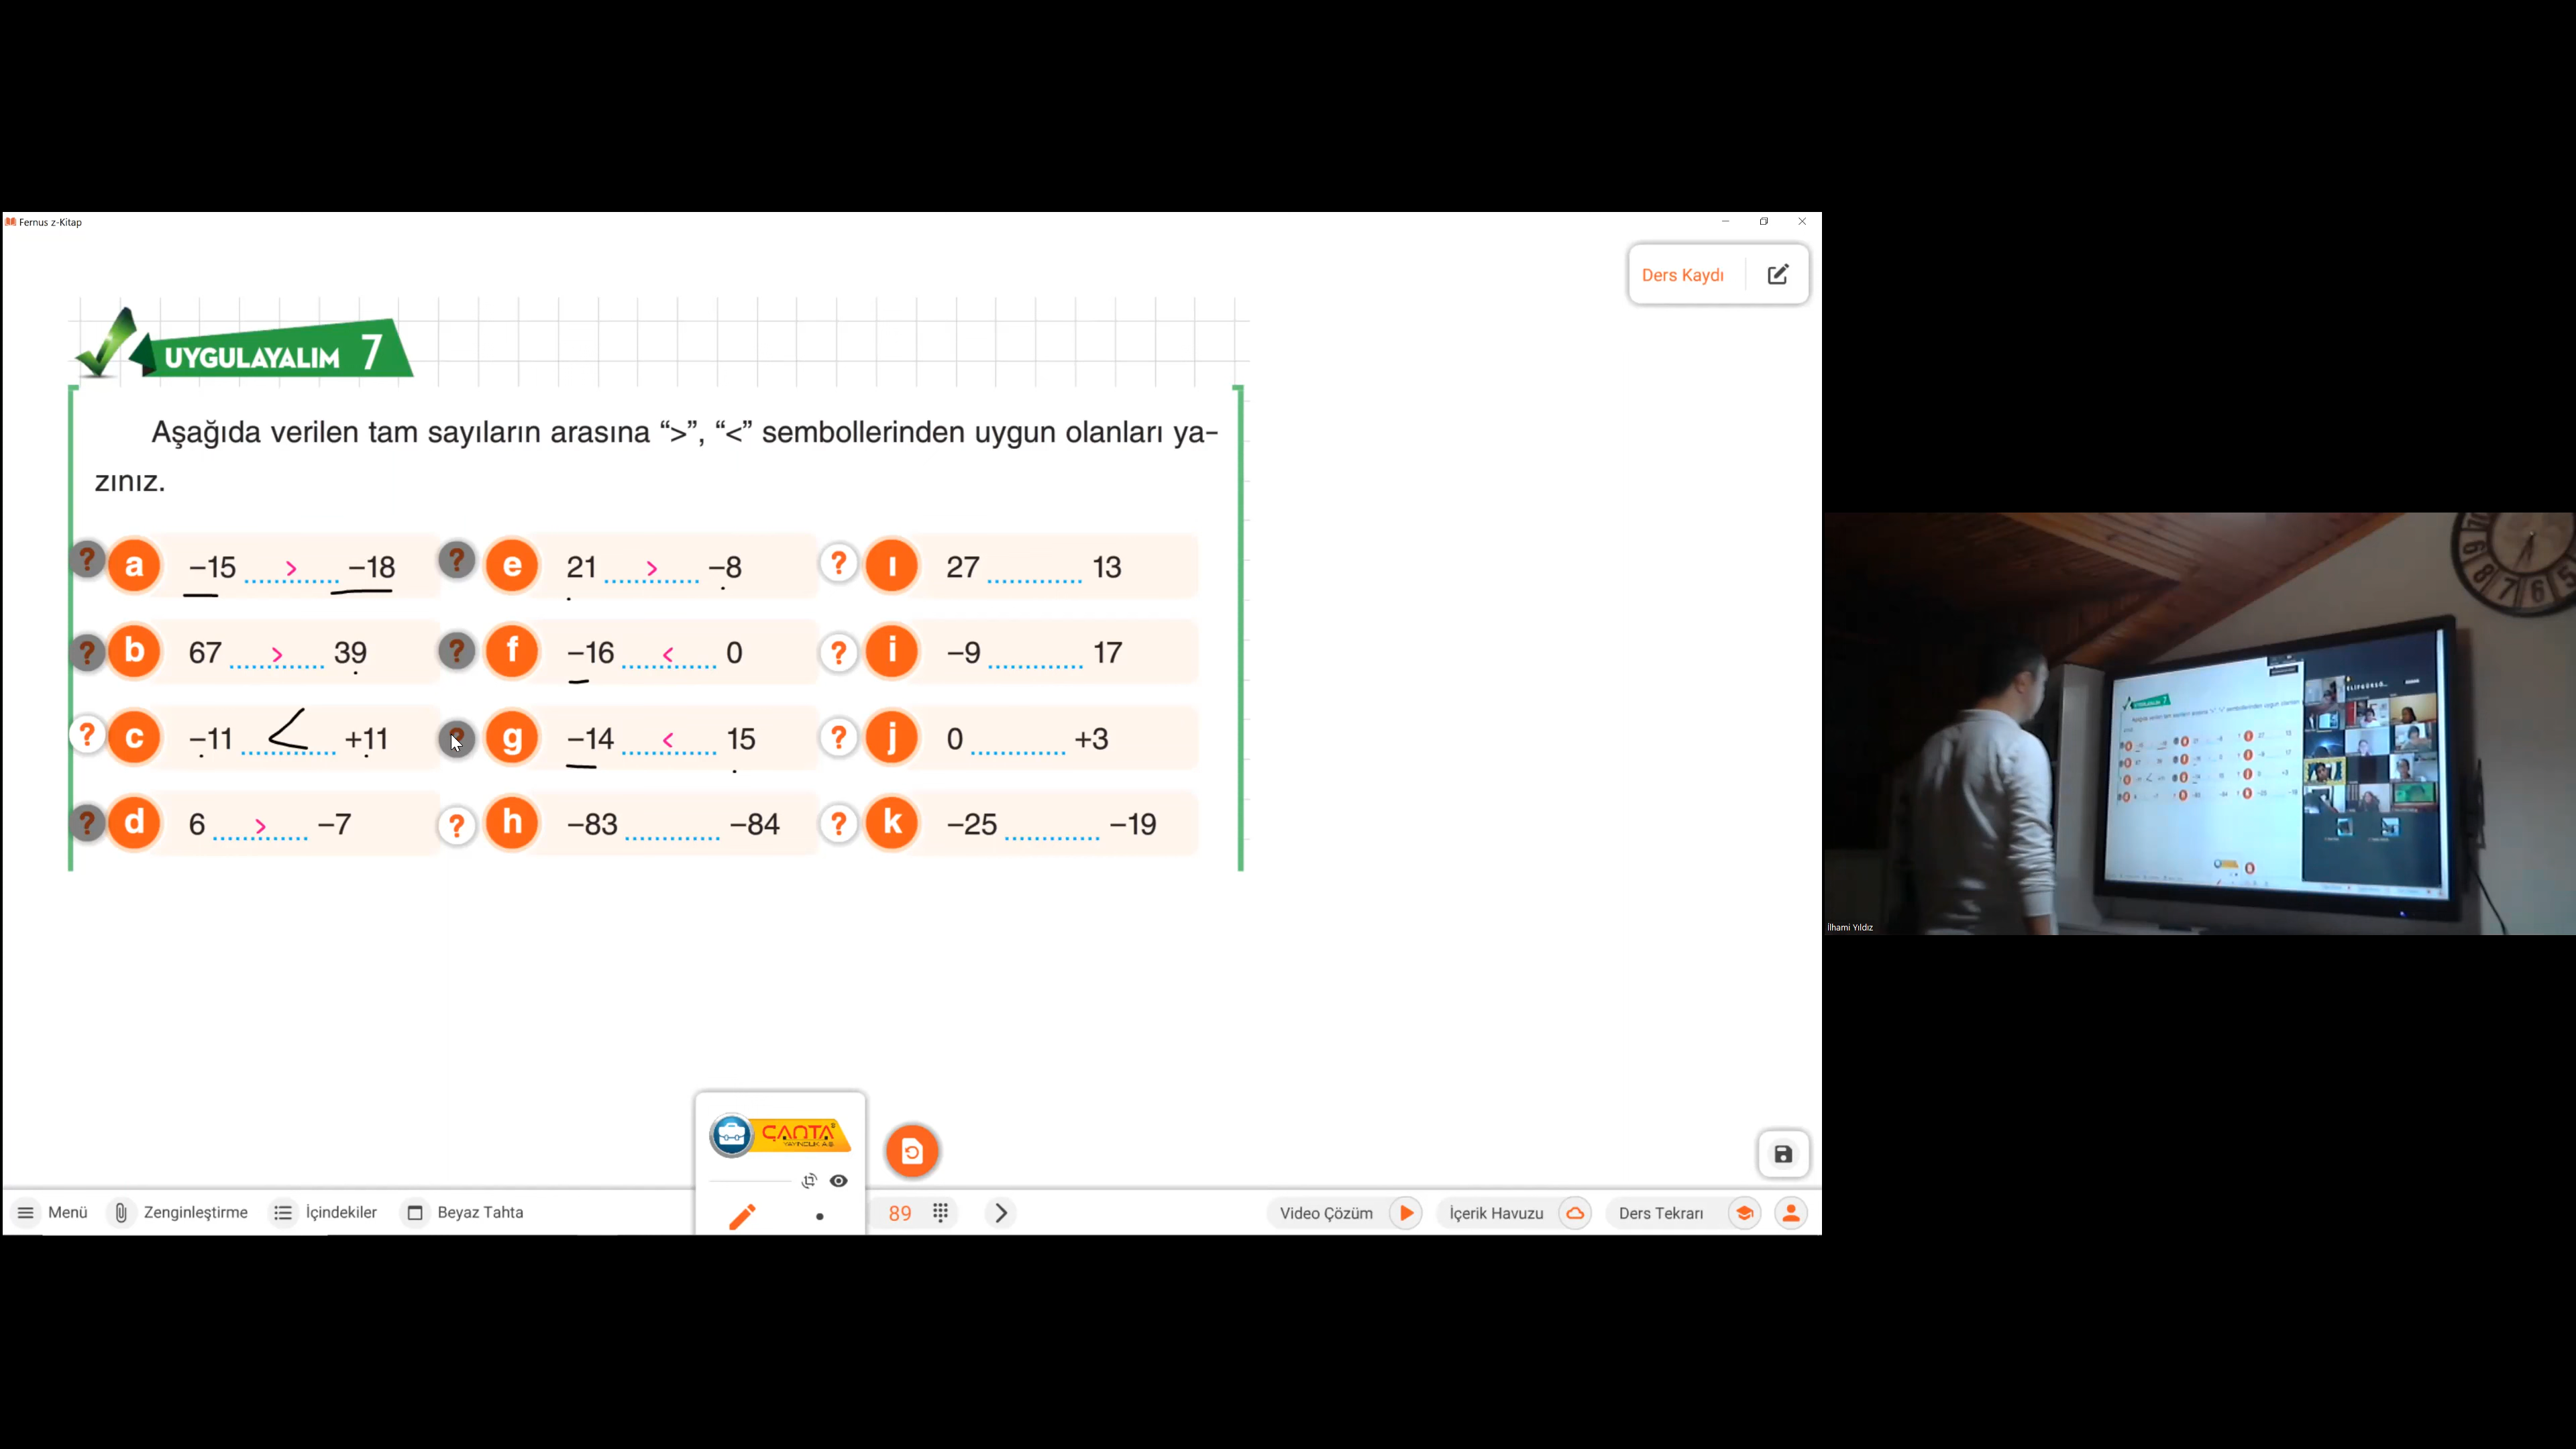 Fernus z-Kitap
Ders Kaydı
UYGULAYALIM 7
Aşağıda verilen tam sayıların arasına “>”, “<” sembollerinden uygun olanları ya-
zınız.
? a −15 ............ > −18 ? e 21 ............ > −8 ? ı 27 ............ 13
? b 67 ............ > 39 ? f −16 ............ < 0 ? i −9 ............ 17
? c −11 ............ < +11 ? g −14 ............ < 15 ? j 0 ............ +3
? d 6 ............ > −7 ? h −83 ............ −84 ? k −25 ............ −19
İlhami Yıldız
ÇANTA
YAYINCILIK A.Ş.
Menü Zenginleştirme İçindekiler Beyaz Tahta 89 Video Çözüm İçerik Havuzu Ders Tekrarı